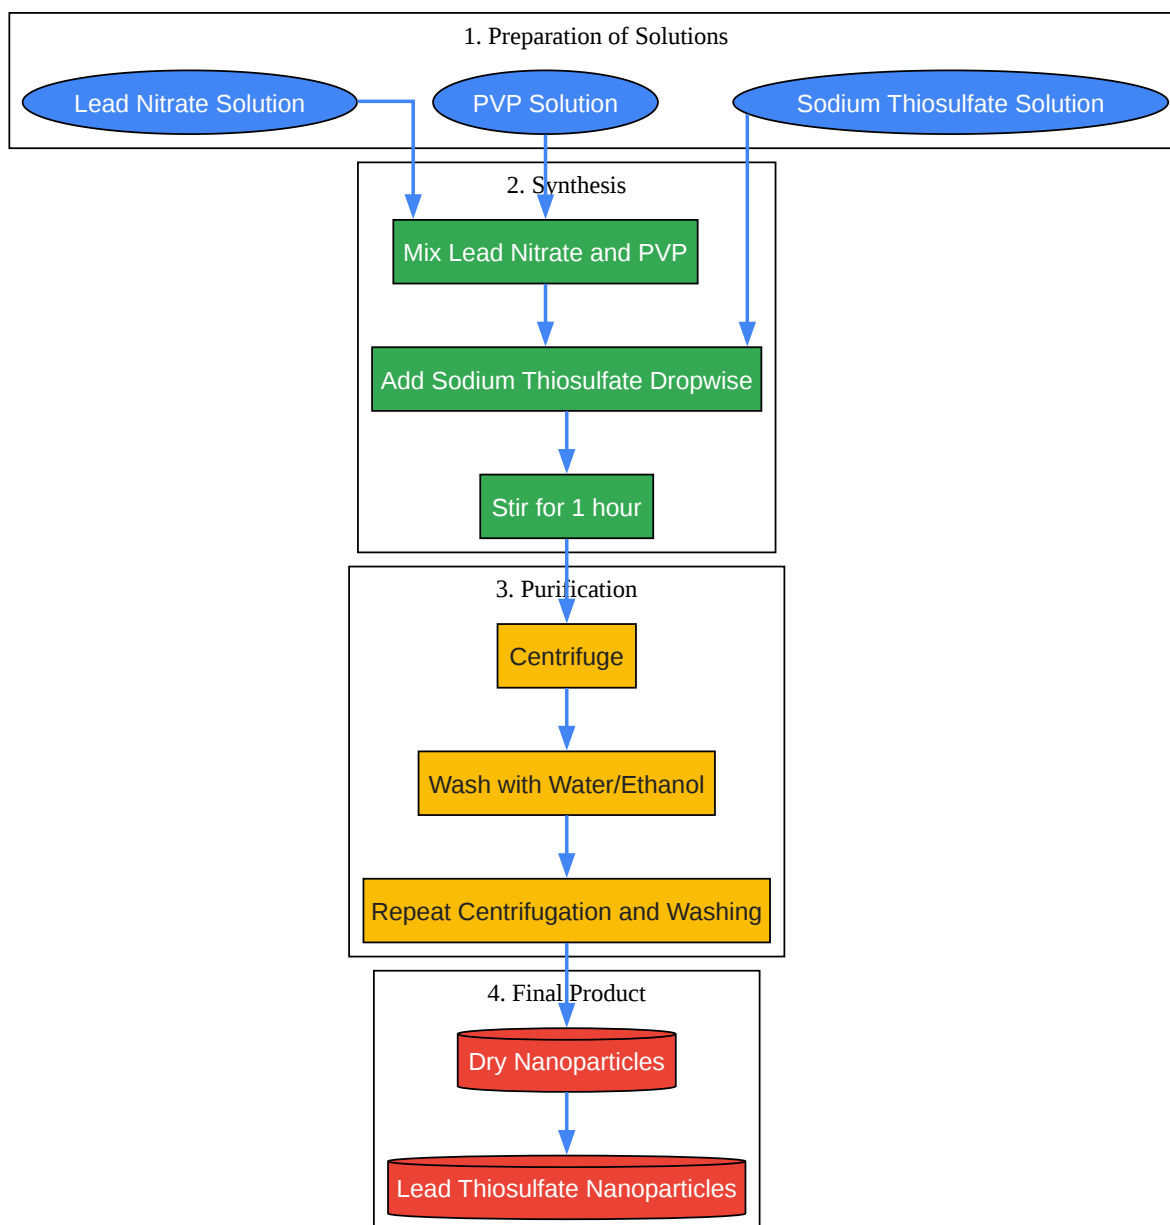 1. Preparation of Solutions
Lead Nitrate Solution
PVP Solution
Sodium Thiosulfate Solution
2. Synthesis
Mix Lead Nitrate and PVP
Add Sodium Thiosulfate Dropwise
Stir for 1 hour
3. Purification
Centrifuge
Wash with Water/Ethanol
Repeat Centrifugation and Washing
4. Final Product
Dry Nanoparticles
Lead Thiosulfate Nanoparticles